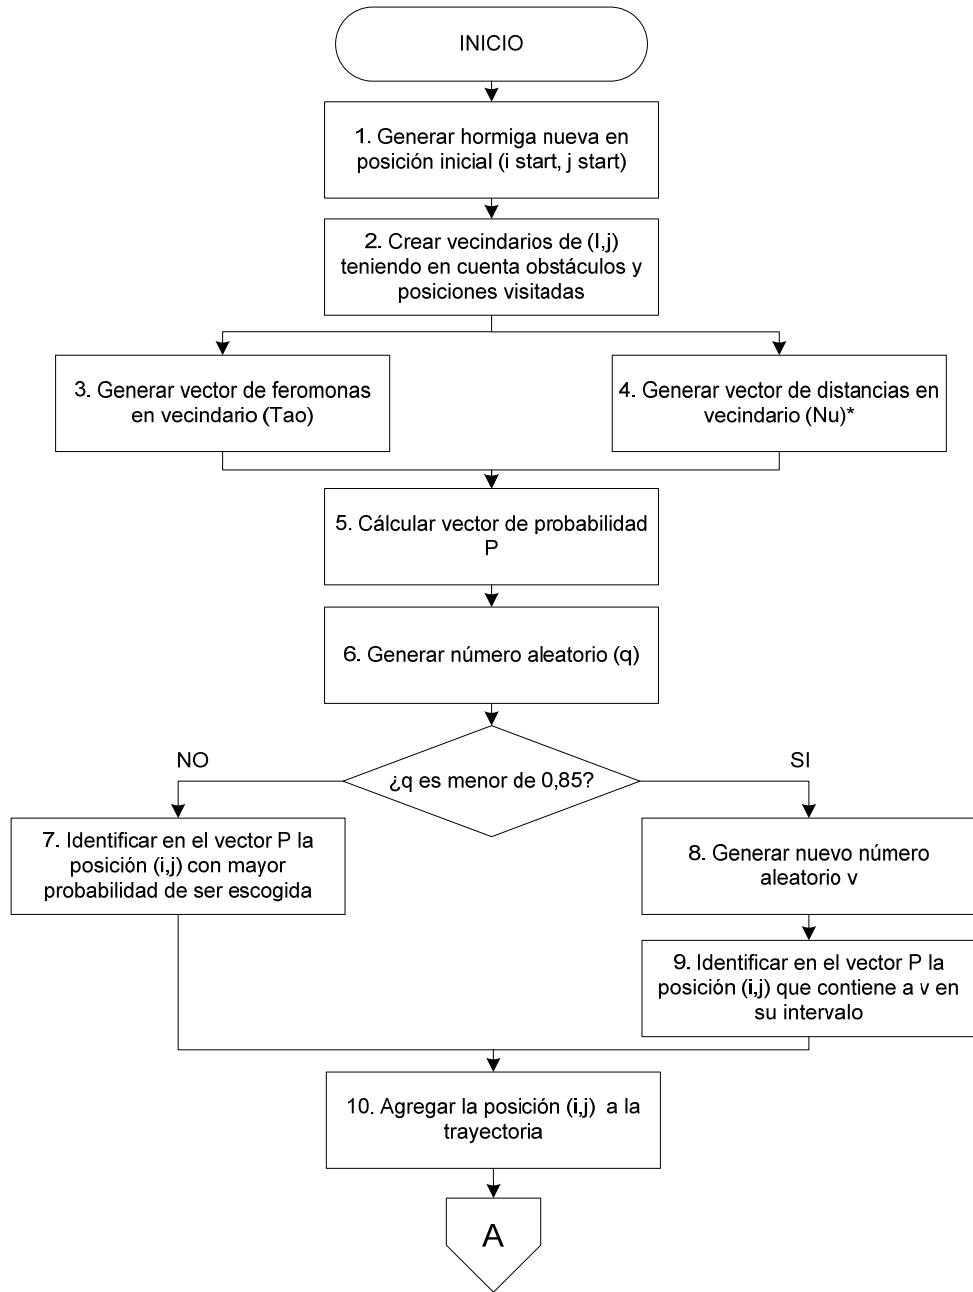 INICIO
1. Generar hormiga nueva en
posición inicial (i start, j start)
2. Crear vecindarios de (I,j)
teniendo en cuenta obstáculos y
posiciones visitadas
3. Generar vector de feromonas
en vecindario (Tao)
4. Generar vector de distancias en
vecindario (Nu)*
5. Cálcular vector de probabilidad
P
6. Generar número aleatorio (q)
¿q es menor de 0,85?
NO
SI
7. Identificar en el vector P la
posición (i,j) con mayor
probabilidad de ser escogida
8. Generar nuevo número
aleatorio v
9. Identificar en el vector P la
posición (i,j) que contiene a v en
su intervalo
10. Agregar la posición (i,j) a la
trayectoria
A